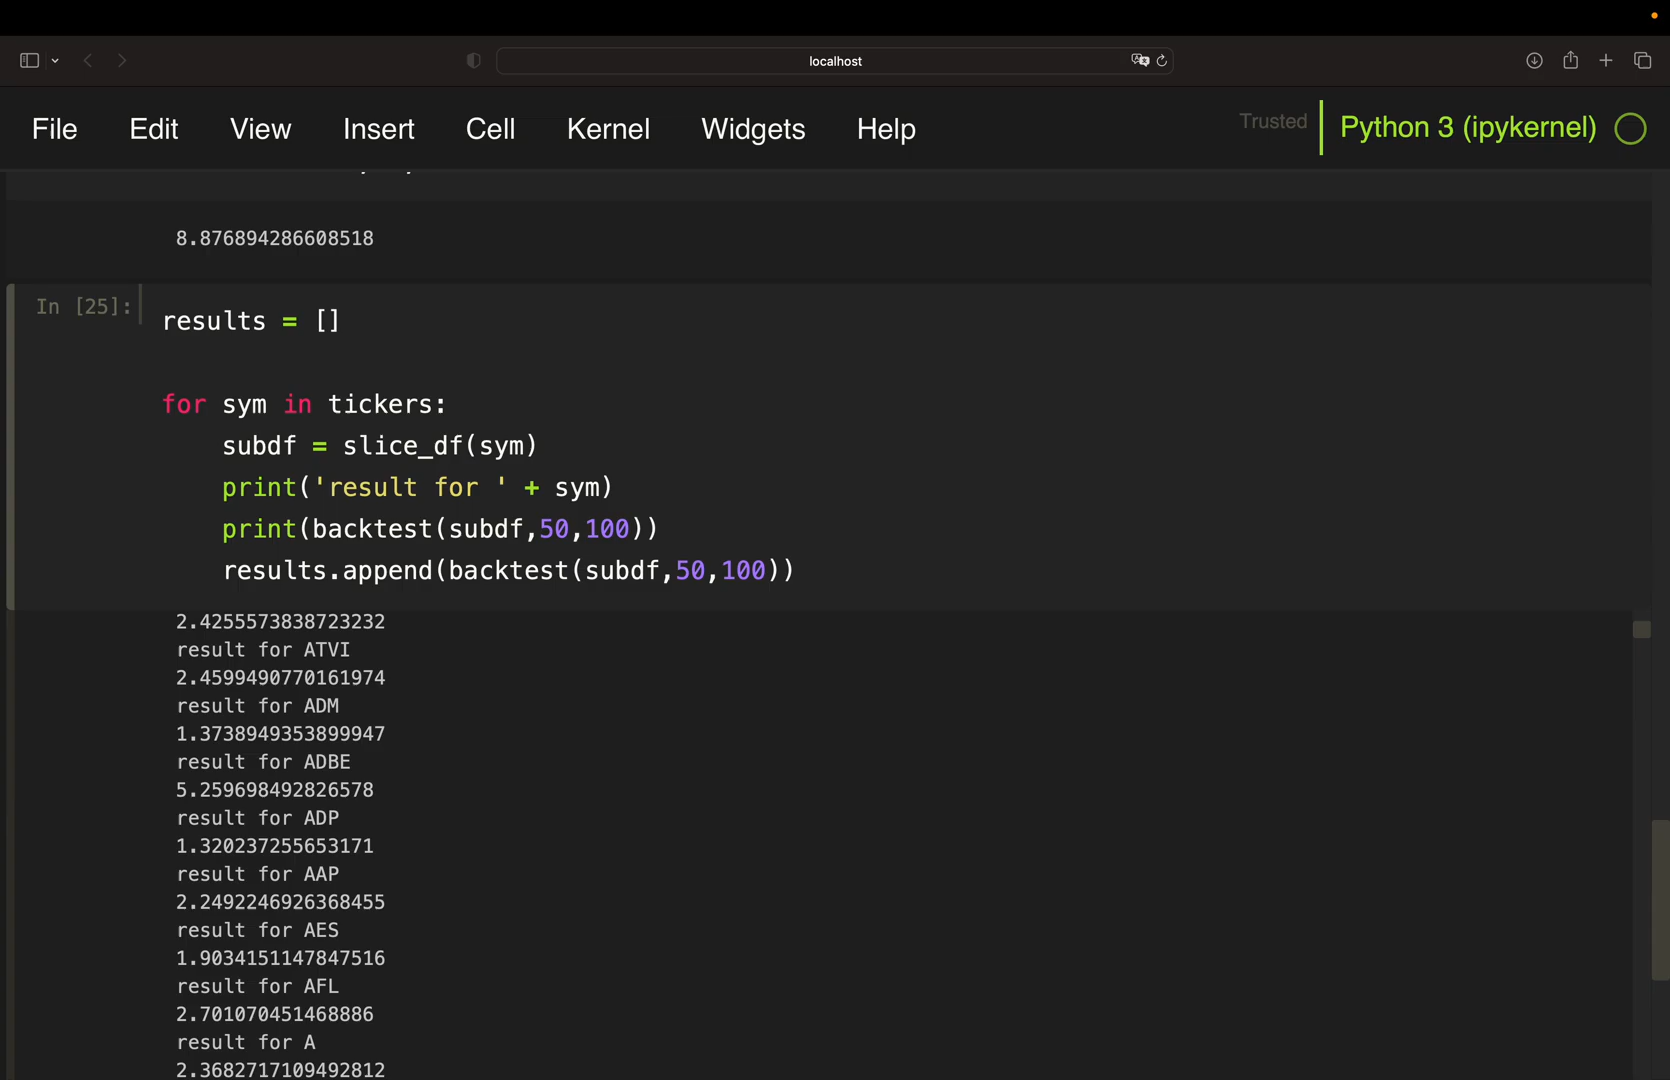 localhost
File Edit View Insert Cell Kernel Widgets Help Trusted Python 3 (ipykernel)
8.876894286608518
In [25]:
results = []
for sym in tickers:
    subdf = slice_df(sym)
    print('result for ' + sym)
    print(backtest(subdf,50,100))
    results.append(backtest(subdf,50,100))
2.4255573838723232
result for ATVI
2.4599490770161974
result for ADM
1.3738949353899947
result for ADBE
5.259698492826578
result for ADP
1.320237255653171
result for AAP
2.2492246926368455
result for AES
1.9034151147847516
result for AFL
2.701070451468886
result for A
2.3682717109492812